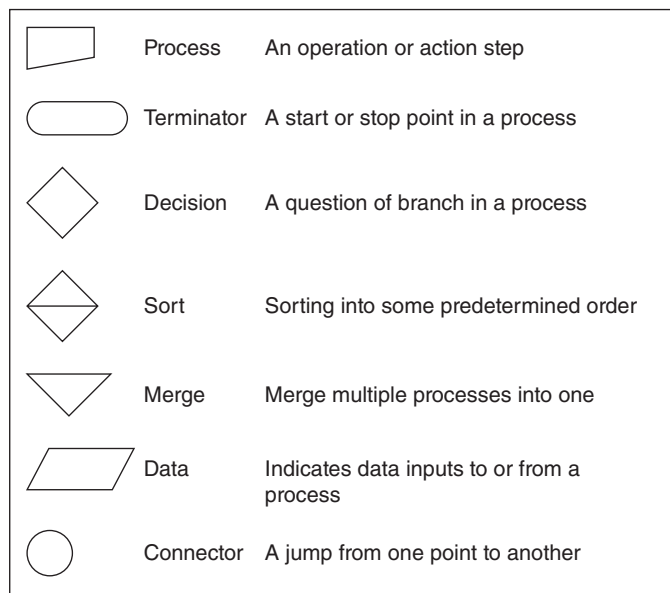 Process An operation or action step
Terminator A start or stop point in a process
Decision A question of branch in a process
Sort Sorting into some predetermined order
Merge Merge multiple processes into one
Data Indicates data inputs to or from a
process
Connector A jump from one point to another